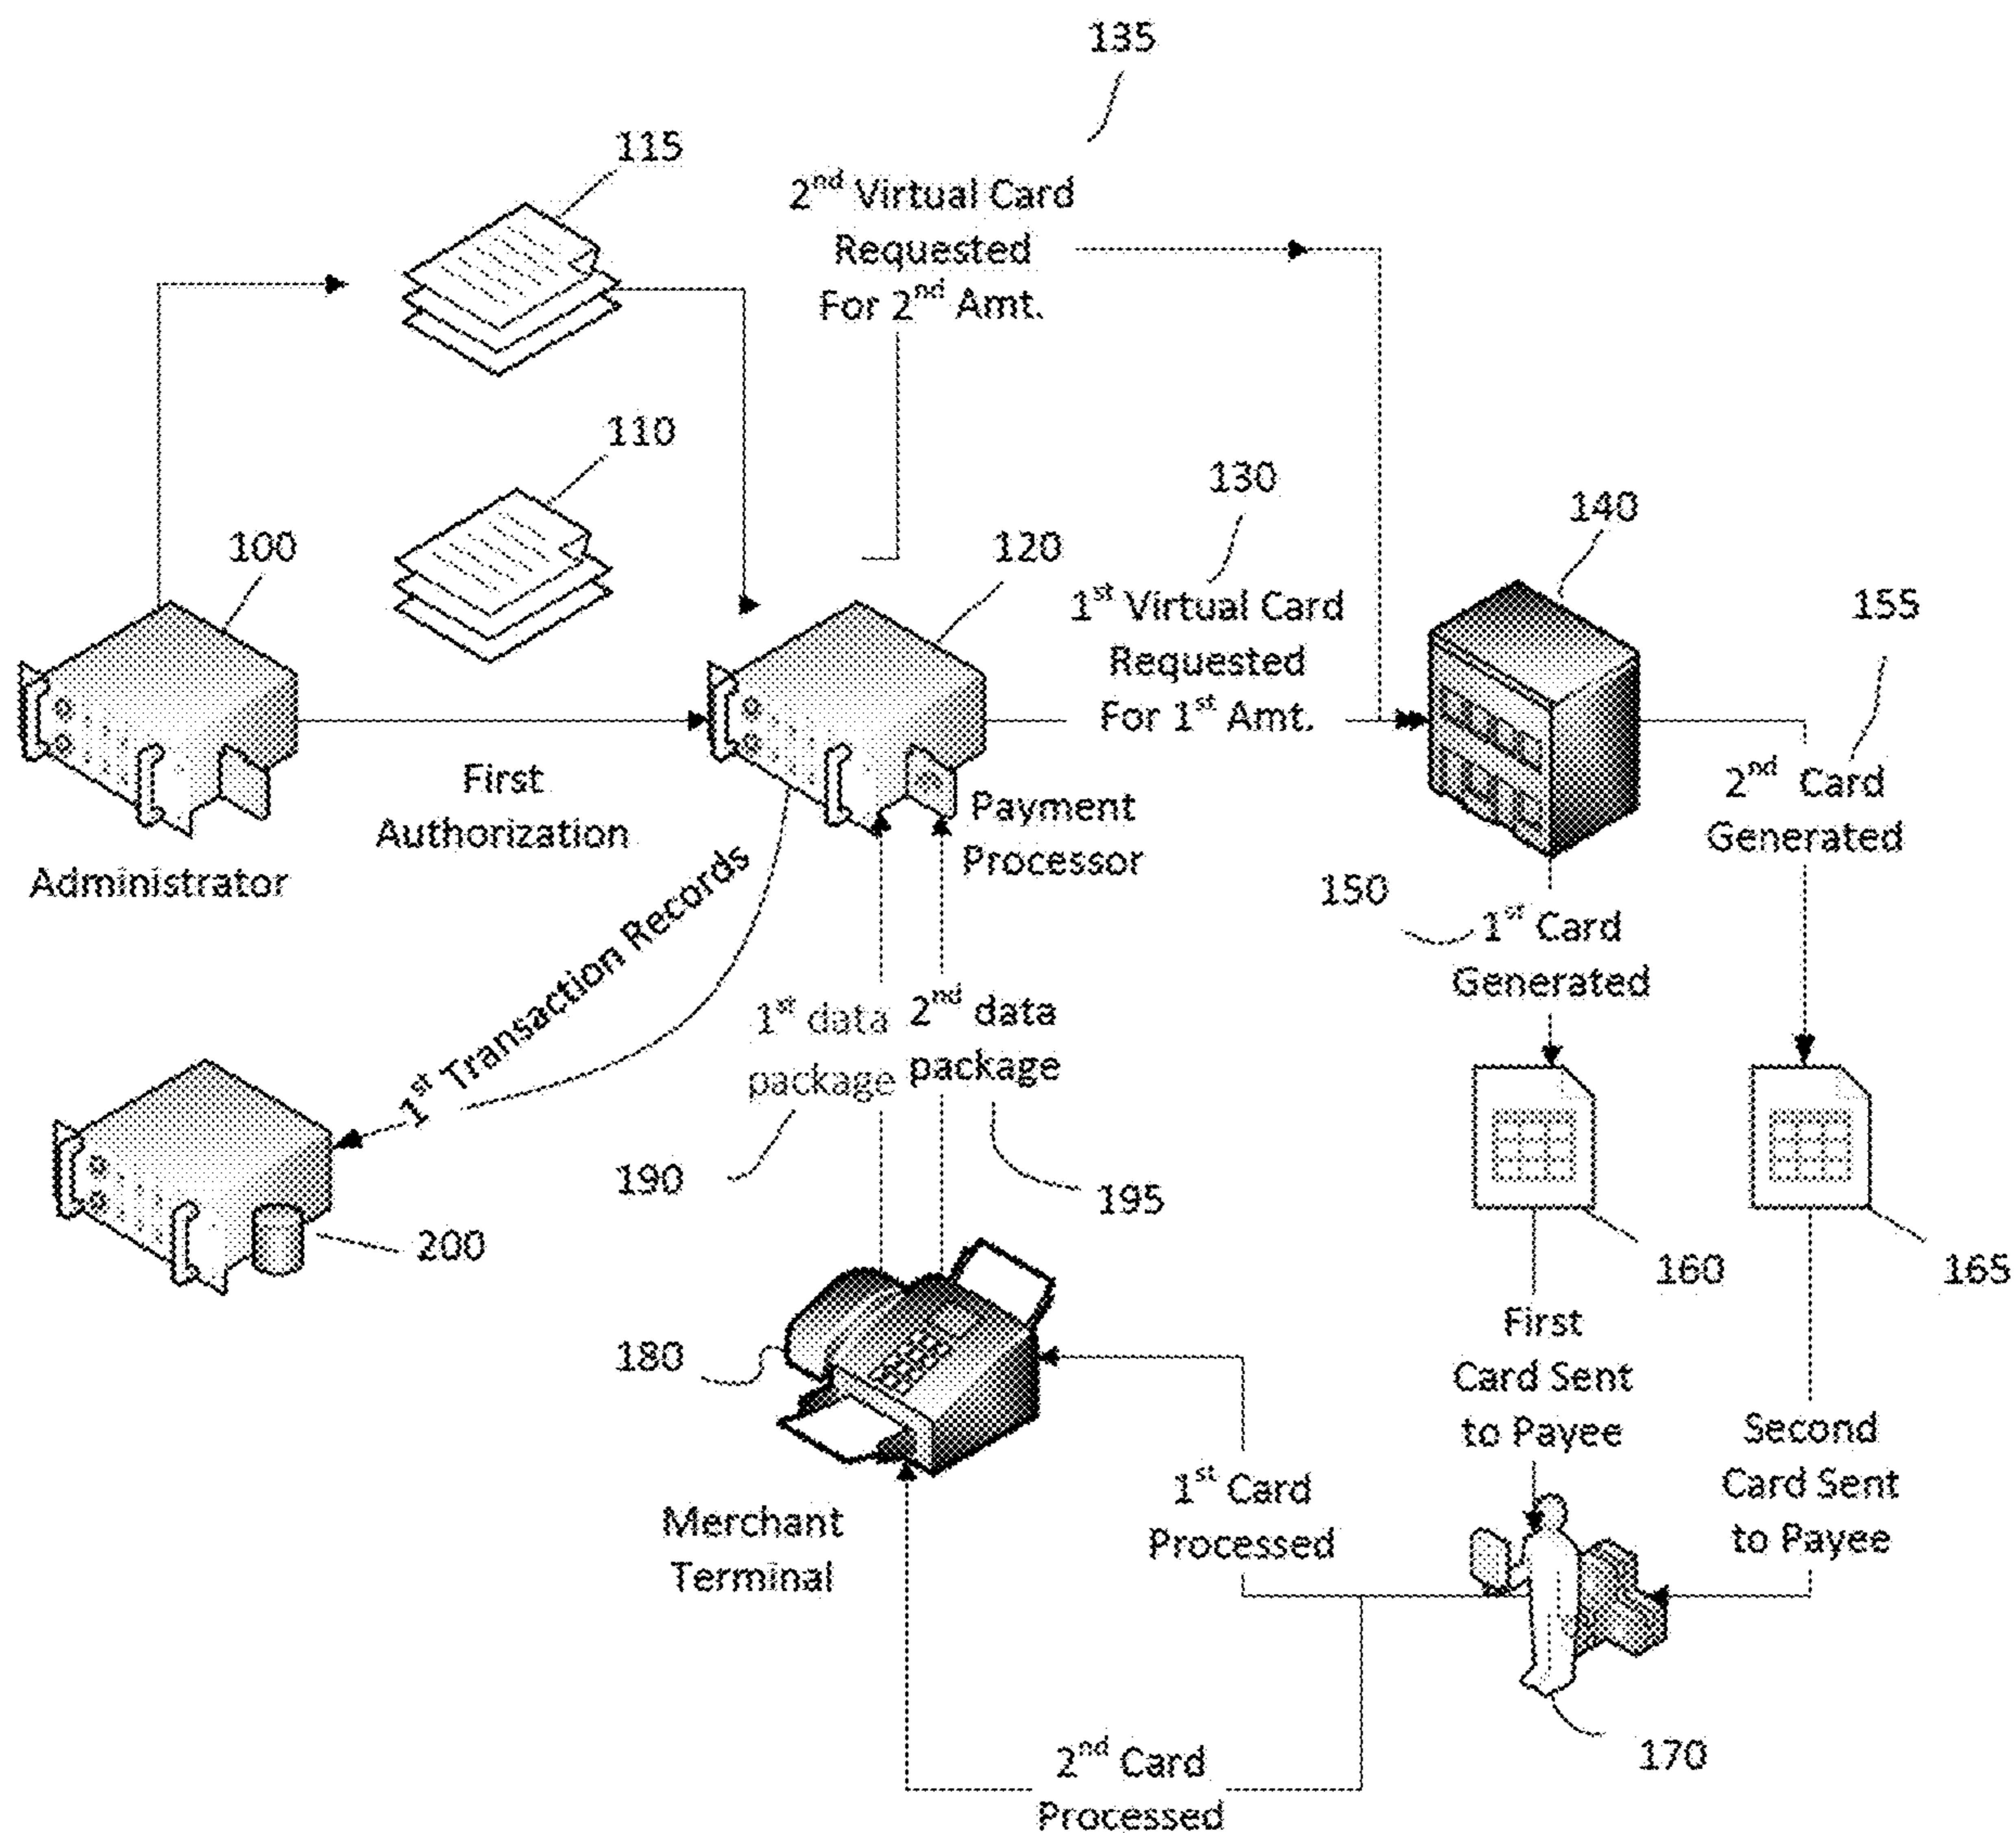 135
115
2nd Virtual Card
Requested
For 2nd Amt.
110
130
140
100
120
1st Virtual Card
Requested
For 1st Amt.
155
First
Authorization
Administrator
Payment
Processor
2nd Card
Generated
150
1st Card
Generated
1st Transaction Records
1st data
package
2nd data
package
190
195
200
160
165
180
First
Card Sent
to Payee
Second
Card Sent
to Payee
Merchant
Terminal
1st Card
Processed
170
2nd Card
Processed